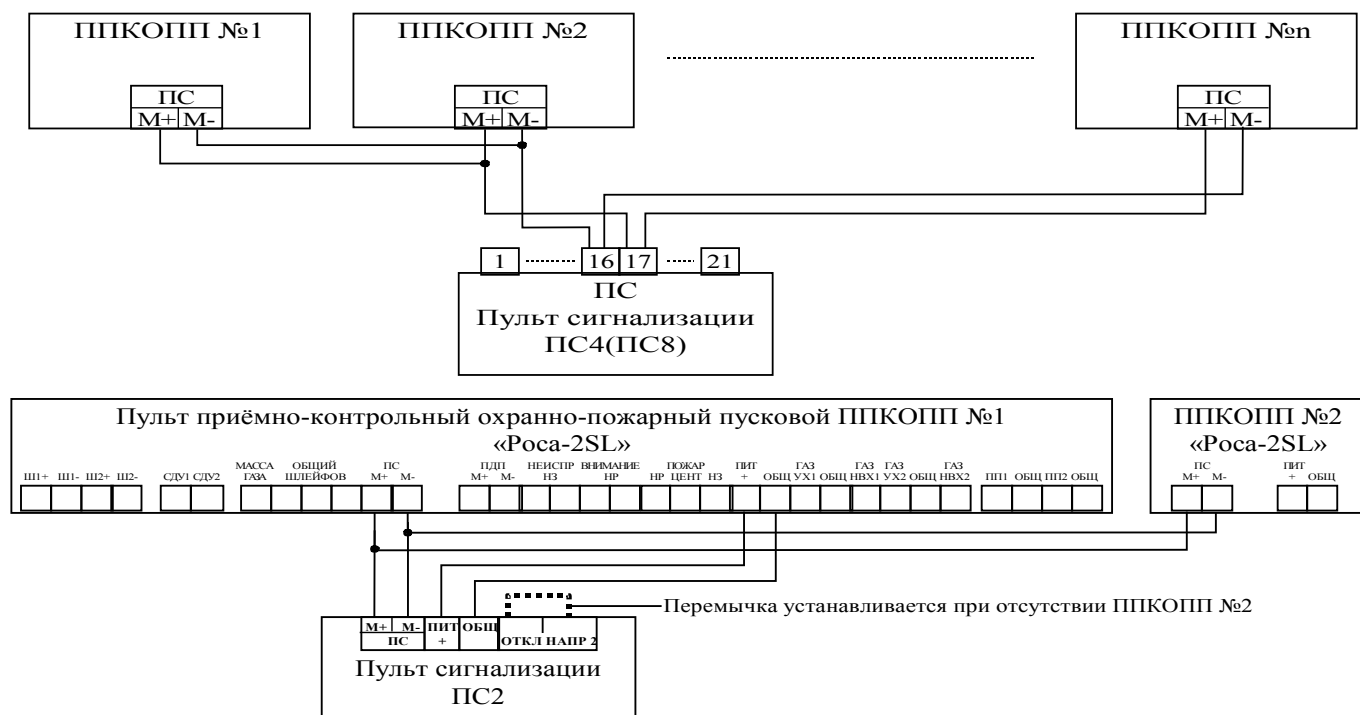 ППКОПП №1 ППКОПП №2 ППКОПП №n
ПС ПС ПС
М+ М- М+ М- М+ М-
1 16 17 21
ПС
Пульт сигнализации
ПС4(ПС8)
Пульт приёмно-контрольный охранно-пожарный пусковой ППКОПП №1
«Роса-2SL»
ППКОПП №2
«Роса-2SL»
МАССА ОБЩИЙ ПС ПДП НЕИСПР ВНИМАНИЕ ПОЖАР ПИТ ГАЗ ГАЗ ГАЗ ГАЗ ПС ПИТ
Ш1+ Ш1- Ш2+ Ш2- СДУ1 СДУ2 ГАЗА ШЛЕЙФОВ М+ М- М+ М- НЗ НР НР ЦЕНТ НЗ + ОБЩ УХ1 ОБЩ НВХ1 УХ2 ОБЩ НВХ2 ПП1 ОБЩ ПП2 ОБЩ М+ М- + ОБЩ
Перемычка устанавливается при отсутствии ППКОПП №2
М+ М- ПИТ ОБЩ
ПС + ОТКЛ НАПР 2
Пульт сигнализации
ПС2